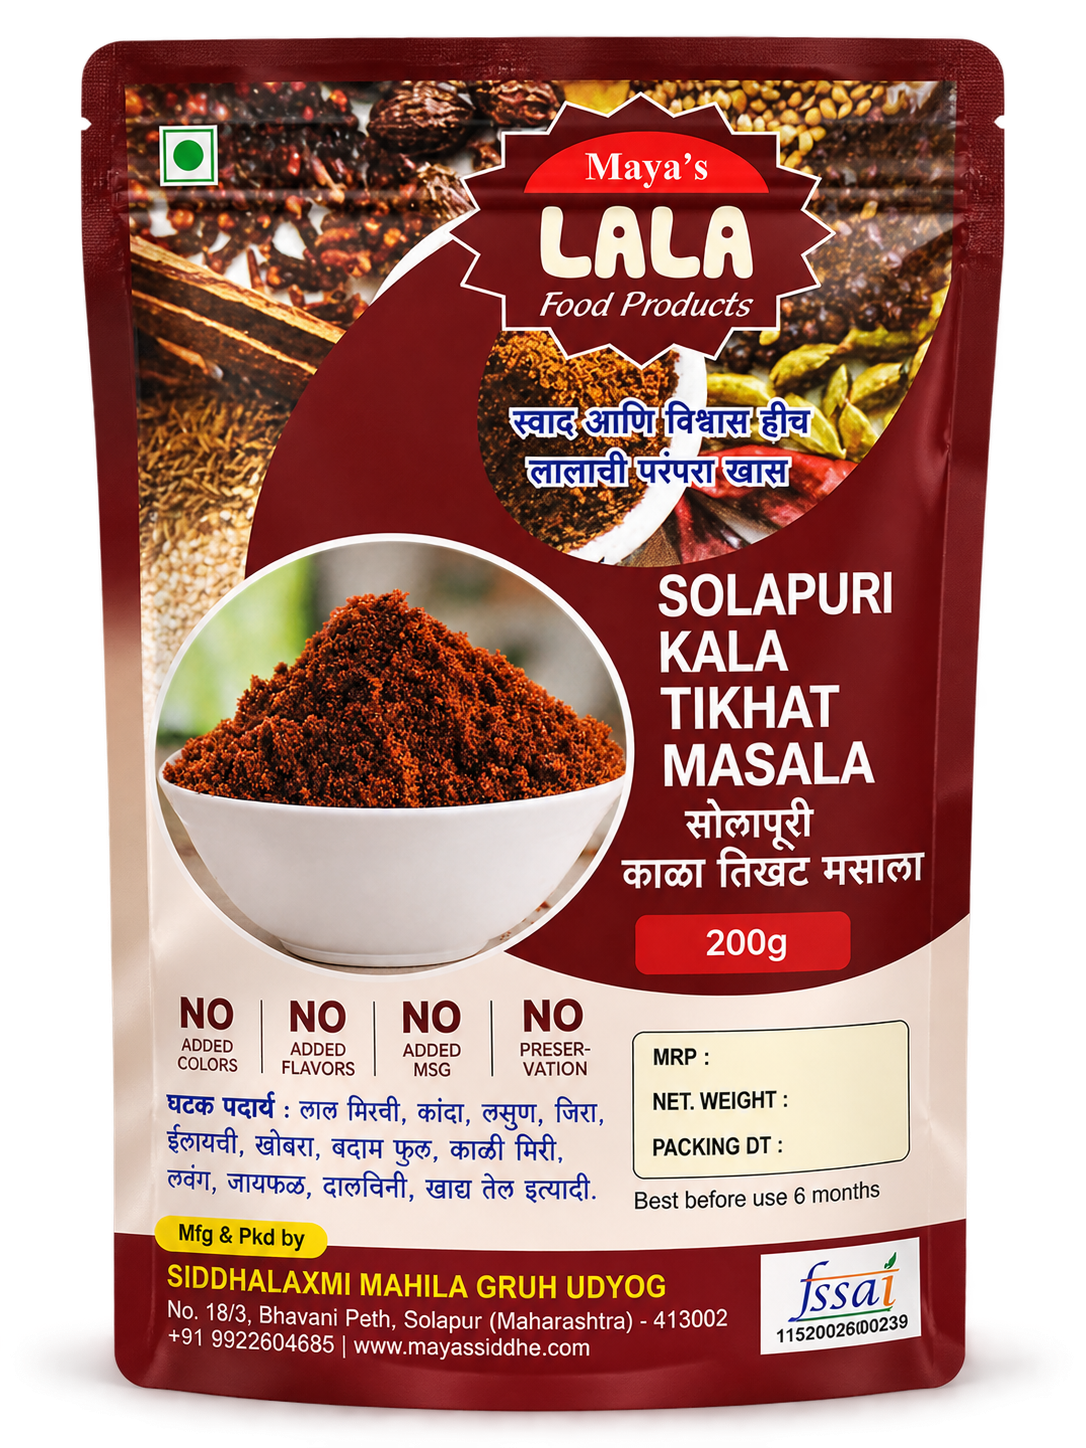 Maya's
LALA
Food Products
स्वाद आणि विश्वास हीच
लालाची परंपरा खास
SOLAPURI
KALA
TIKHAT
MASALA
सोलापूरी
काळा तिखट मसाला
200g
NO
ADDED
COLORS
NO
ADDED
FLAVORS
NO
ADDED
MSG
NO
PRESER-
VATION
घटक पदार्थ : लाल मिरची, कांदा, लसुण, जिरा,
ईलायची, खोबरा, बदाम फुल, काळी मिरी,
लवंग, जायफळ, दालचिनी, खाद्य तेल इत्यादी.
MRP :
NET. WEIGHT :
PACKING DT :
Best before use 6 months
Mfg & Pkd by
SIDDHALAXMI MAHILA GRUH UDYOG
No. 18/3, Bhavani Peth, Solapur (Maharashtra) - 413002
+91 9922604685 | www.mayassiddhe.com
fssai
11520026000239